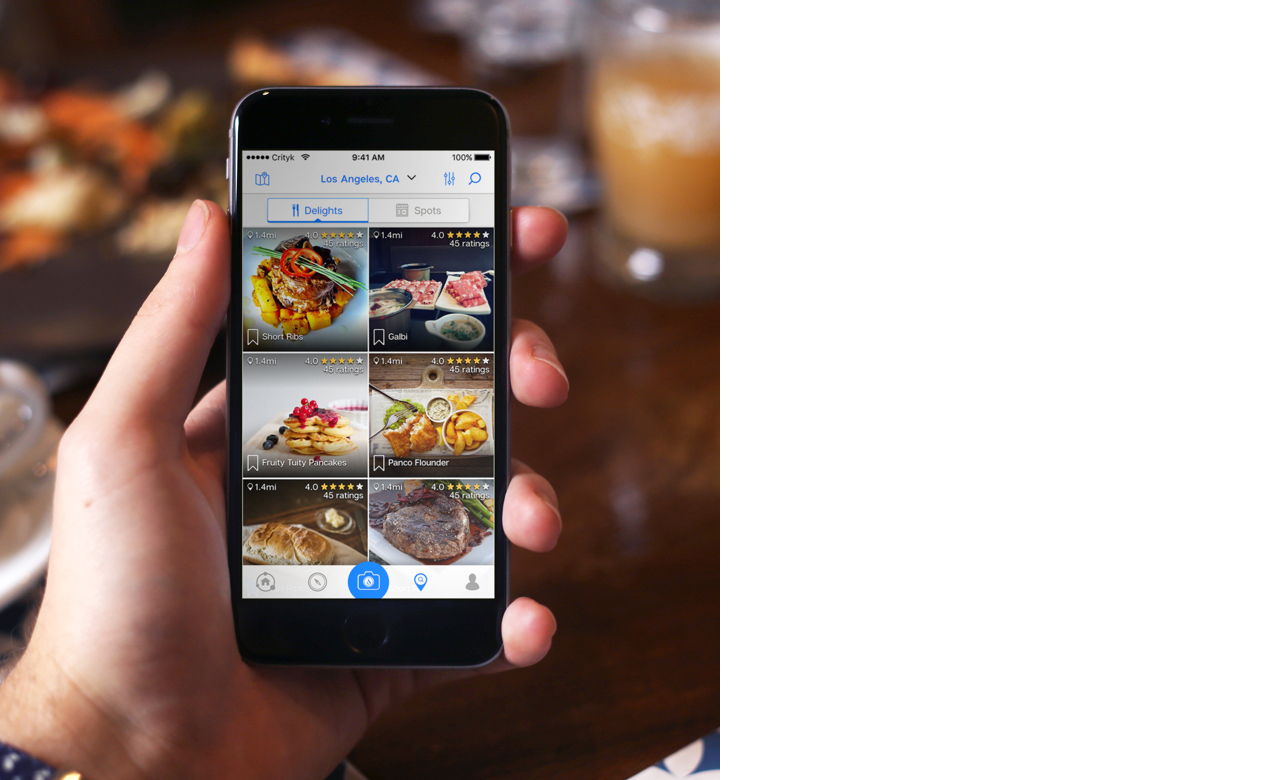 Crityk 9:41 AM 100%
Los Angeles, CA
Delights Spots
1.4mi 4.0 1.4mi 4.0
45 ratings 45 ratings
Short Ribs Galbi
1.4mi 4.0 1.4mi 4.0
45 ratings 45 ratings
Fruity Tuity Pancakes Panco Flounder
1.4mi 4.0 1.4mi 4.0
45 ratings 45 ratings